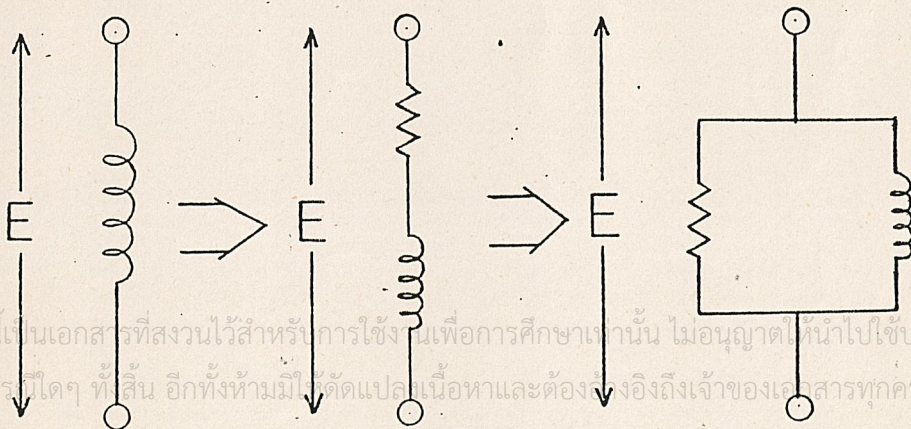 E E E
เป็นเอกสารที่สงวนไว้สำหรับการใช้งานเพื่อการศึกษาเท่านั้น ไม่อนุญาตให้นำไปใช้
ใดๆ ทั้งสิ้น อีกทั้งห้ามมิให้ดัดแปลงเนื้อหาและต้องอ้างอิงถึงเจ้าของเอกสารทุกค